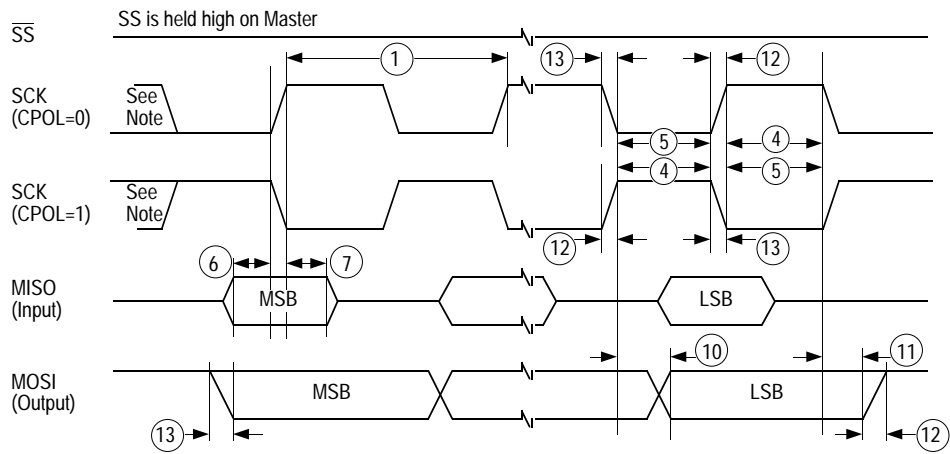 SS is held high on Master
SS
1
13
12
SCK
(CPOL=0)
See
Note
5
4
4
5
SCK
(CPOL=1)
See
Note
12
13
6
7
MISO
(Input)
MSB
LSB
10
11
MOSI
(Output)
MSB
LSB
13
12